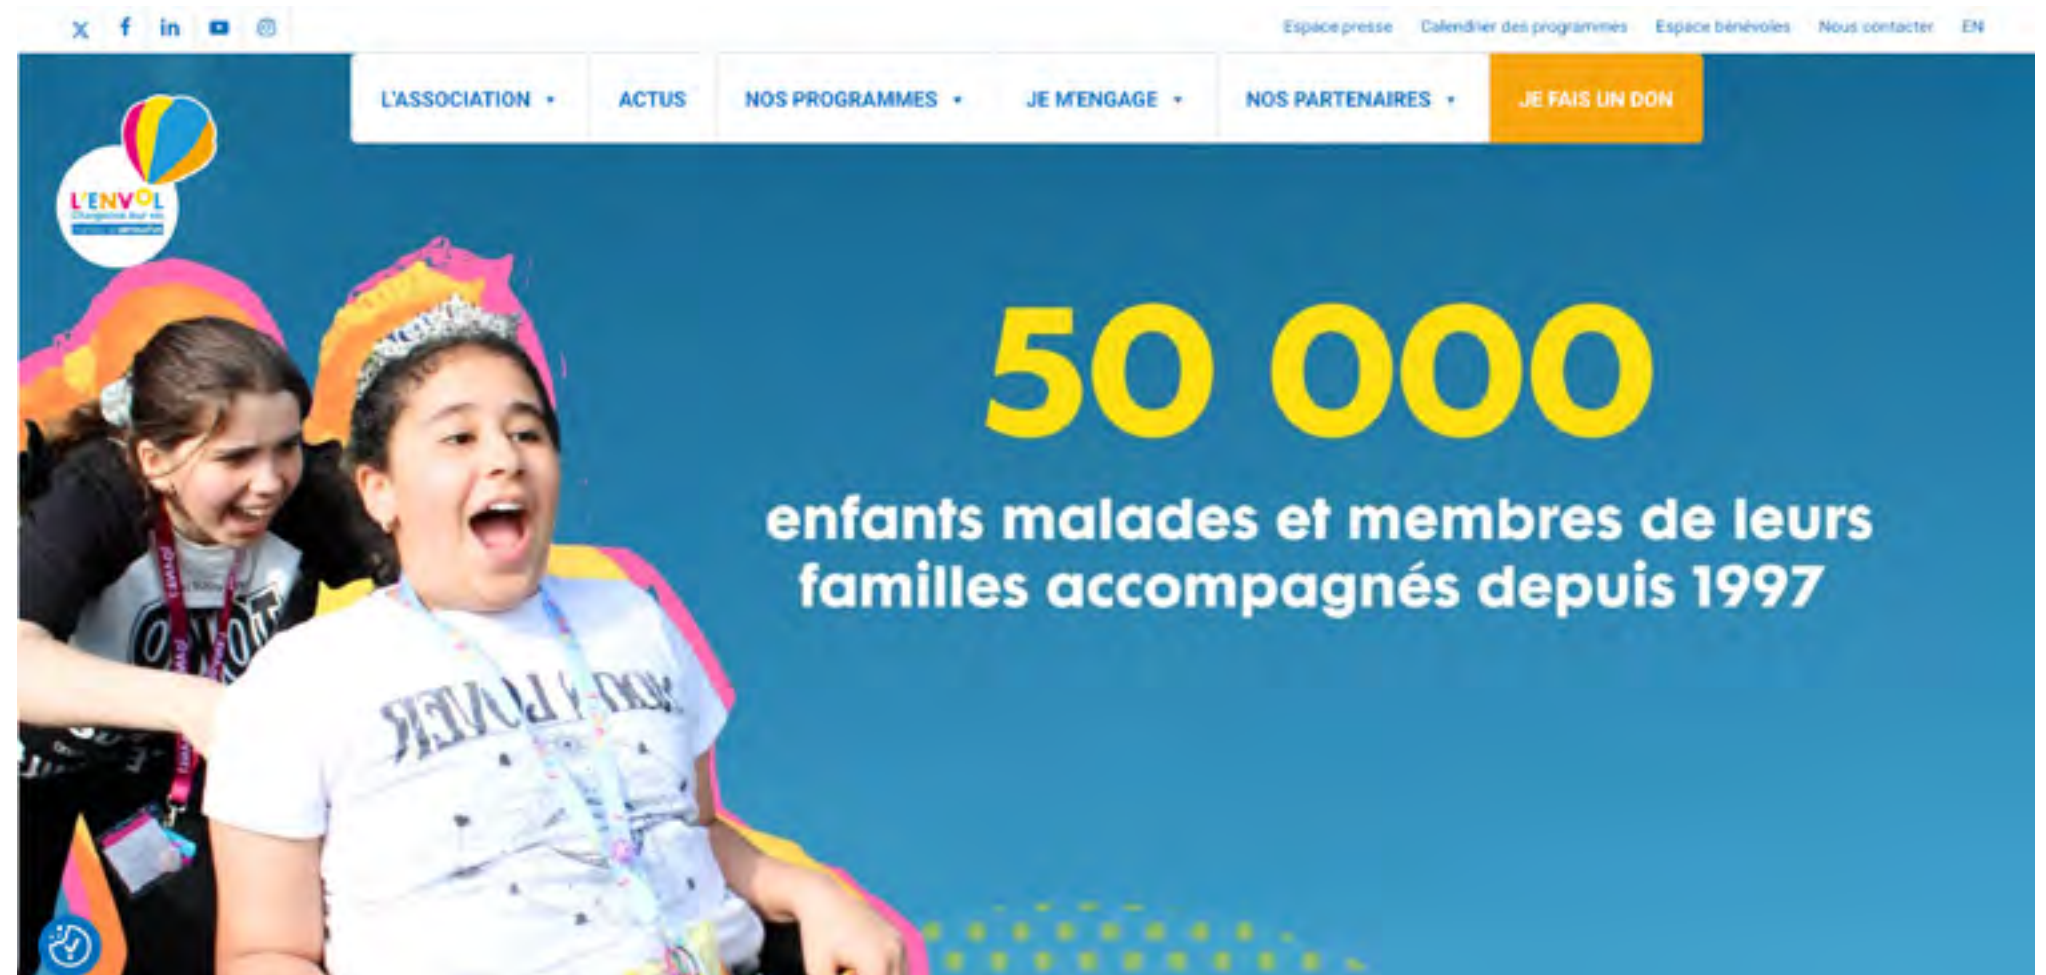 Espace presse Calendrier des programmes Espace bénévoles Nous contacter EN
L'ASSOCIATION ACTUS NOS PROGRAMMES JE M'ENGAGE NOS PARTENAIRES JE FAIS UN DON
L'ENVOL
50 000
enfants malades et membres de leurs
familles accompagnés depuis 1997